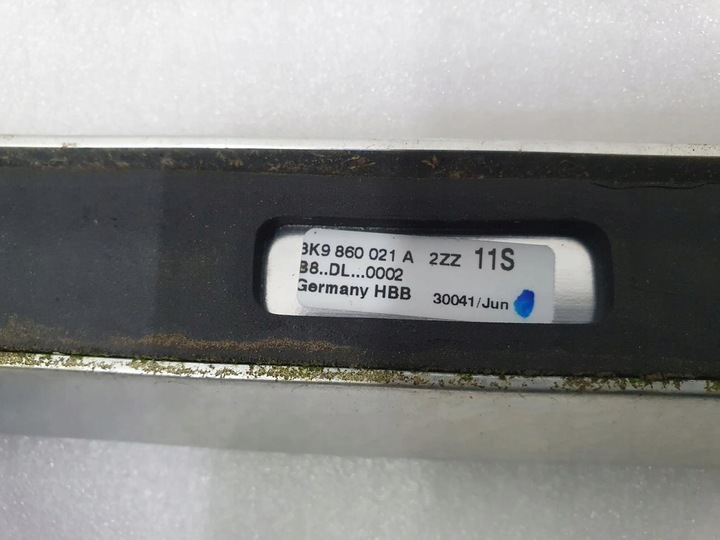 8K9 860 021 A 2ZZ 11S
B8..DL...0002
Germany HBB 30041/Jun